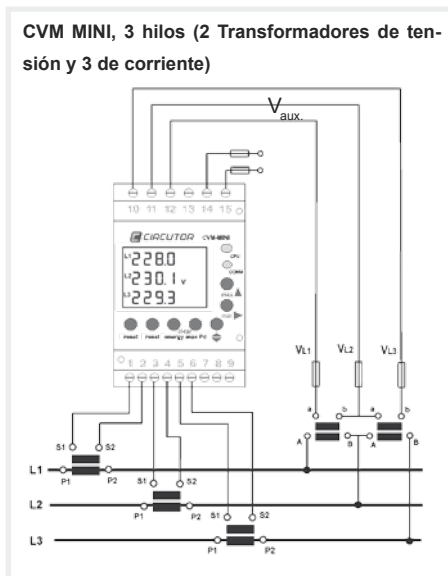 CVM MINI, 3 hilos (2 Transformadores de ten-
sión y 3 de corriente)
Vaux.
10 11 12 13 14 15
CIRCUTOR CVM-MINI
CPU
COMM
L1 228.0
L2 230.1 V
L3 229.3
reset reset energy max PC
1 2 3 4 5 6 7 8 9
VL1 VL2 VL3
a b a b
A B A B
S1 S2
L1
P1 P2
S1 S2
L2
P1 P2
S1 S2
L3
P1 P2